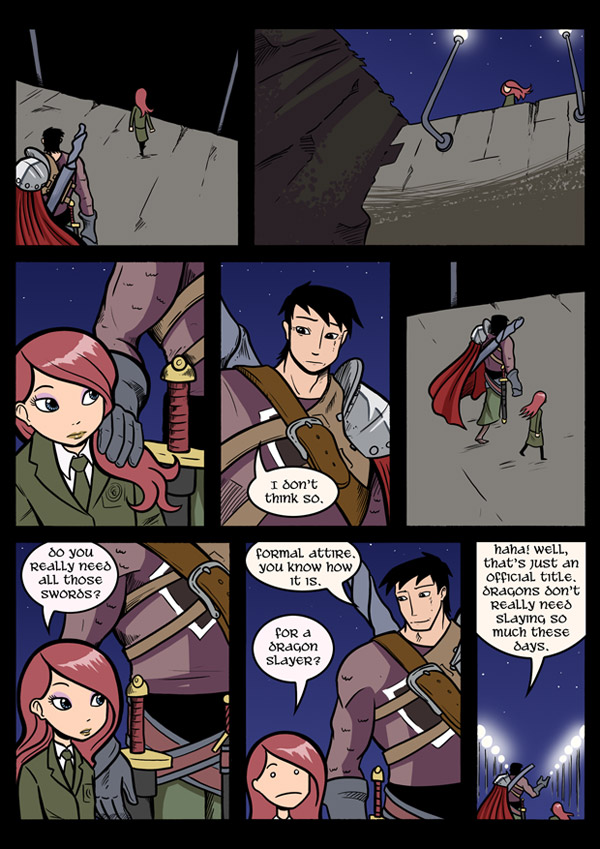 I don't
think so.
do you
really need
all those
swords?
formal attire.
you know how
it is.
for a
dragon
slayer?
haha! well,
that's just an
official title.
dragons don't
really need
slaying so
much these
days.